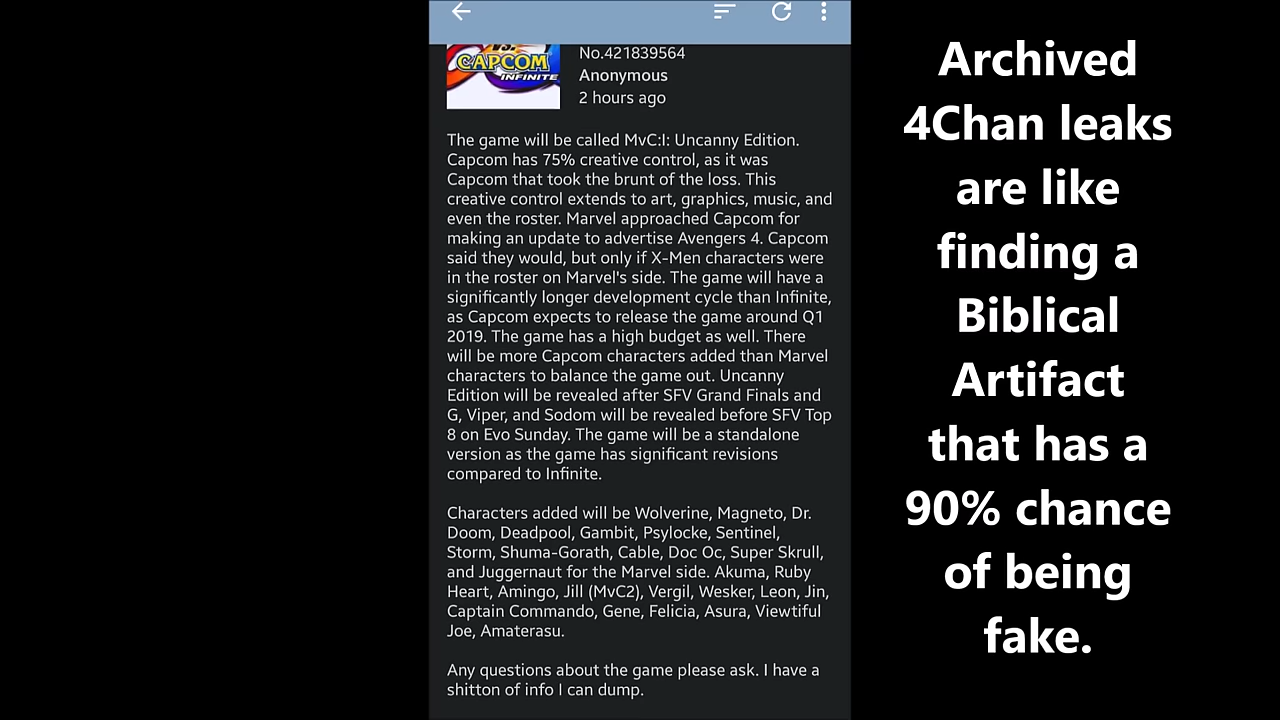 CAPCOM
INFINITE
No.421839564
Anonymous
2 hours ago
The game will be called MvC:I: Uncanny Edition.
Capcom has 75% creative control, as it was
Capcom that took the brunt of the loss. This
creative control extends to art, graphics, music, and
even the roster. Marvel approached Capcom for
making an update to advertise Avengers 4. Capcom
said they would, but only if X-Men characters were
in the roster on Marvel's side. The game will have a
significantly longer development cycle than Infinite,
as Capcom expects to release the game around Q1
2019. The game has a high budget as well. There
will be more Capcom characters added than Marvel
characters to balance the game out. Uncanny
Edition will be revealed after SFV Grand Finals and
G, Viper, and Sodom will be revealed before SFV Top
8 on Evo Sunday. The game will be a standalone
version as the game has significant revisions
compared to Infinite.
Characters added will be Wolverine, Magneto, Dr.
Doom, Deadpool, Gambit, Psylocke, Sentinel,
Storm, Shuma-Gorath, Cable, Doc Oc, Super Skrull,
and Juggernaut for the Marvel side. Akuma, Ruby
Heart, Amingo, Jill (MvC2), Vergil, Wesker, Leon, Jin,
Captain Commando, Gene, Felicia, Asura, Viewtiful
Joe, Amaterasu.
Any questions about the game please ask. I have a
shitton of info I can dump.
Archived
4Chan leaks
are like
finding a
Biblical
Artifact
that has a
90% chance
of being
fake.